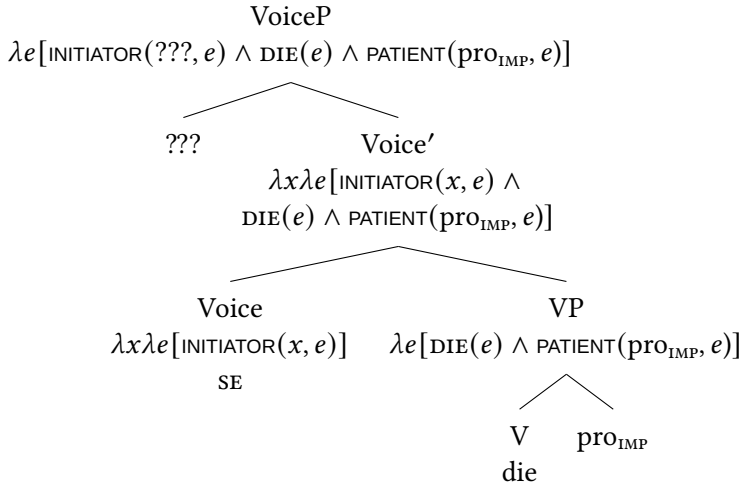 VoiceP
λe[INITIATOR(???, e) ∧ DIE(e) ∧ PATIENT(pro_IMP, e)]
??? Voice′
λxλe[INITIATOR(x, e) ∧
DIE(e) ∧ PATIENT(pro_IMP, e)]
Voice VP
λxλe[INITIATOR(x, e)] λe[DIE(e) ∧ PATIENT(pro_IMP, e)]
SE
V pro_IMP
die